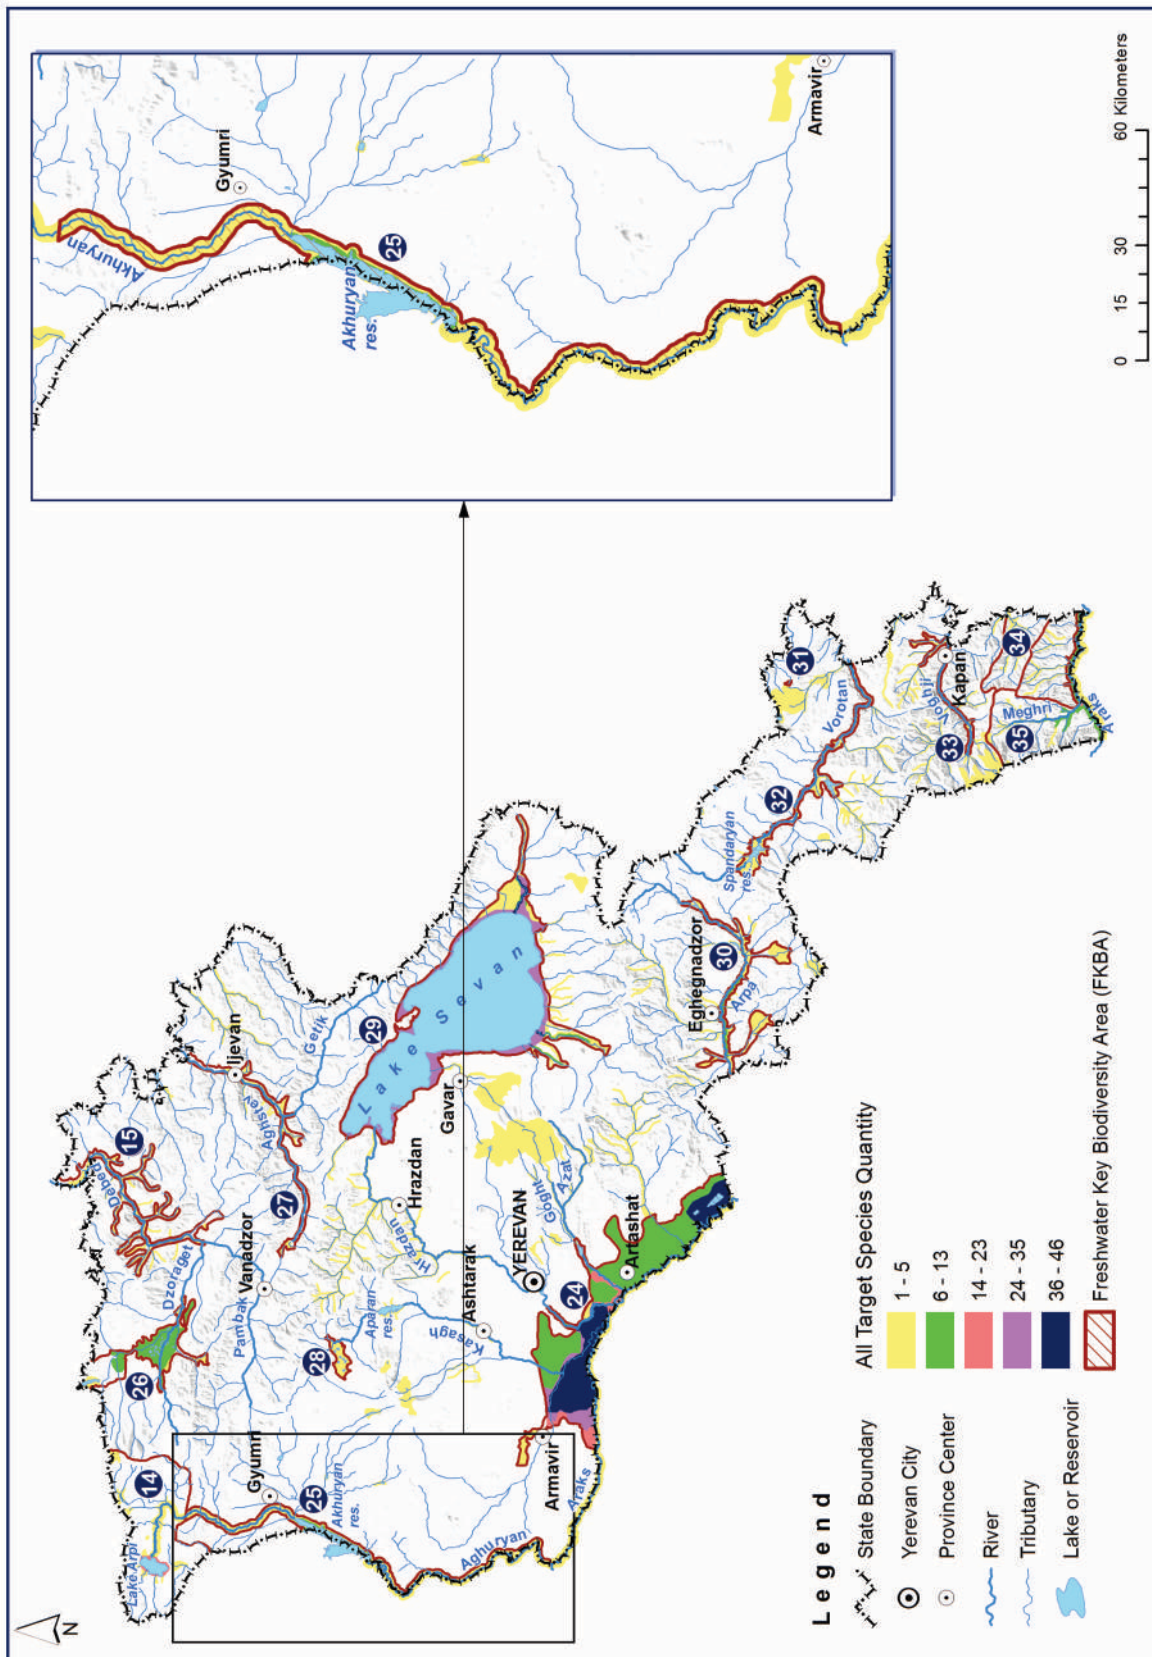 N
Lake Arpi
14
26
Debed
15
Dzoraget
Gyumri
Pambak
Vanadzor
Aghstev
Ijevan
Getik
25
Akhuryan
res.
28
27
Aparan
res.
Hrazdan
Hrazdan
29
Lake Sevan
Gavar
Kasagh
Ashtarak
YEREVAN
Goght
Azat
Aghuryan
Armavir
Araks
24
Artashat
Eghegnadzor
30
Arpa
Spandaryan
res.
32
Vorotan
31
33
Voghji
Kapan
35
Meghri
34
Araks
Akhuryan
Gyumri
Akhuryan
res.
25
Armavir
Legend
State Boundary
Yerevan City
Province Center
River
Tributary
Lake or Reservoir
All Target Species Quantity
1 - 5
6 - 13
14 - 23
24 - 35
36 - 46
Freshwater Key Biodiversity Area (FKBA)
0 15 30 60 Kilometers